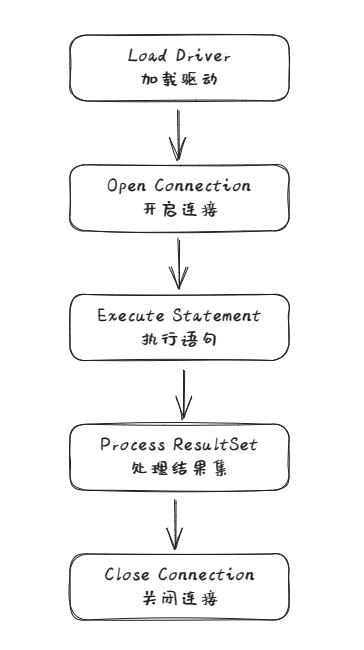 Load Driver
加载驱动
Open Connection
开启连接
Execute Statement
执行语句
Process ResultSet
处理结果集
Close Connection
关闭连接